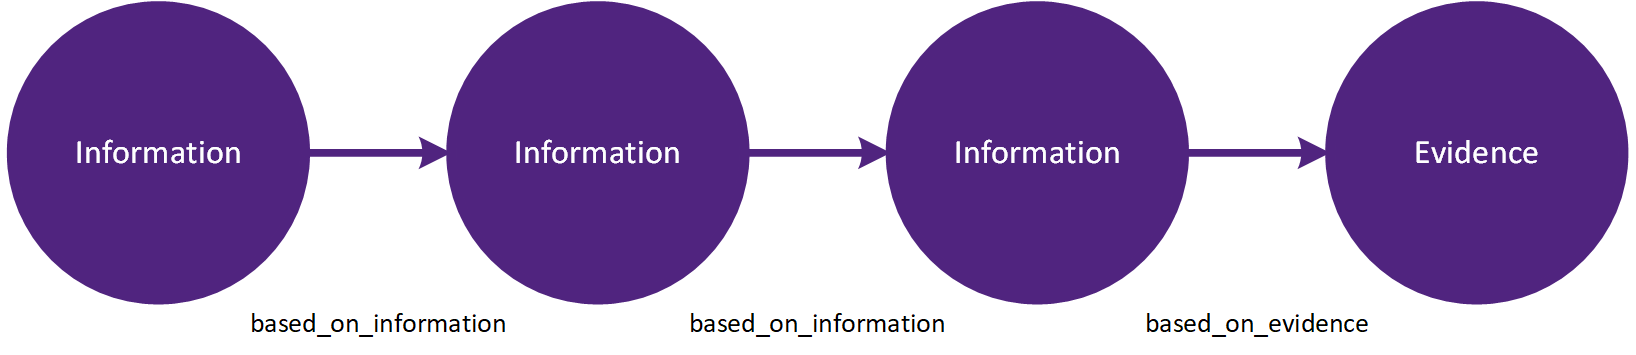 Information
Information
Information
Evidence
based_on_information
based_on_information
based_on_evidence